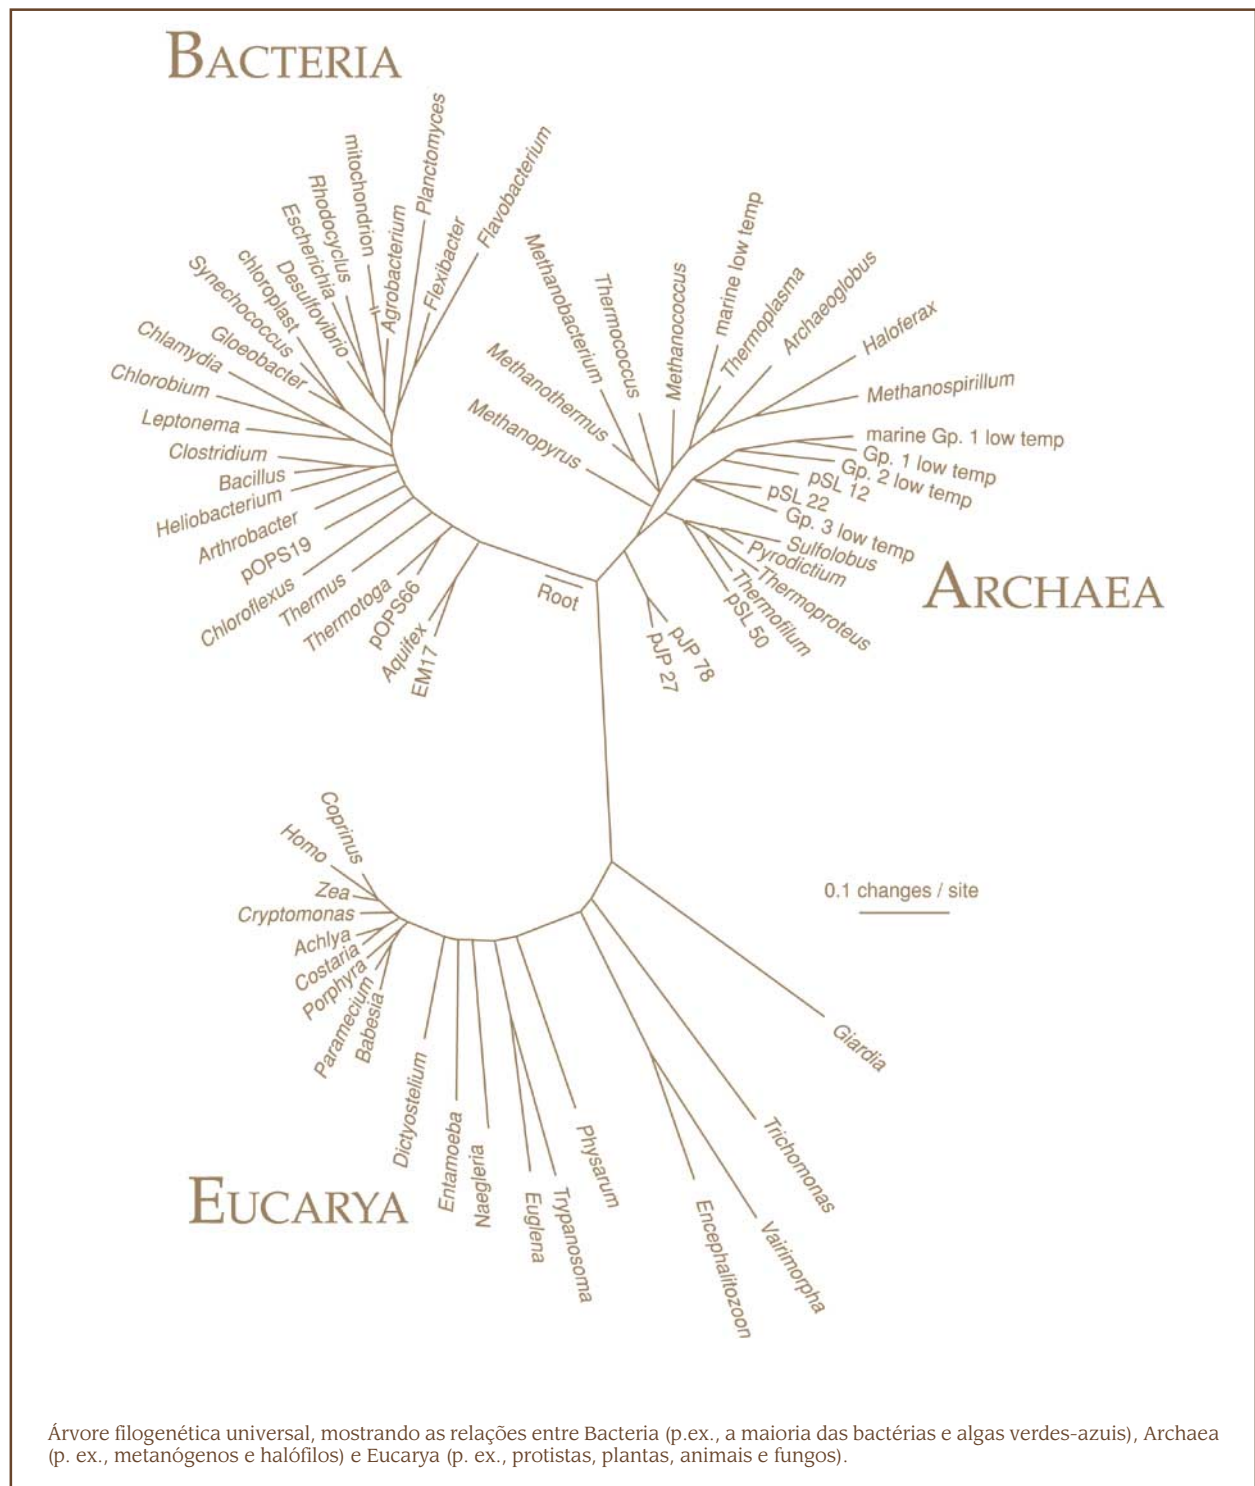 BACTERIA
Planctomyces
mitochondrion
Flavobacterium
Rhodocyclus
Escherichia
Agrobacterium
Flexibacter
Desulfovibrio
chloroplast
Synechococcus
Gloeobacter
Chlamydia
Chlorobium
Leptonema
Clostridium
Bacillus
Heliobacterium
Arthrobacter
pOPS19
Chloroflexus
Thermus
Thermotoga
pOPS66
Aquifex
EM17
Root
Methanopyrus
Methanothermus
Methanobacterium
Thermococcus
Methanococcus
marine low temp
Thermoplasma
Archaeoglobus
Haloferax
Methanospirillum
marine Gp. 1 low temp
Gp. 1 low temp
Gp. 2 low temp
pSL 12
pSL 22
Gp. 3 low temp
Sulfolobus
Pyrodictium
Thermoproteus
Thermofilum
pSL 50
pJP 78
pJP 27
ARCHAEA
Coprinus
Homo
Zea
Cryptomonas
Achlya
Costaria
Porphyra
Paramecium
Babesia
Dictyostelium
Entamoeba
Naegleria
Euglena
Trypanosoma
Physarum
Encephalitozoon
Vairimorpha
Trichomonas
Giardia
0.1 changes / site
EUCARYA
Árvore filogenética universal, mostrando as relações entre Bacteria (p.ex., a maioria das bactérias e algas verdes-azuis), Archaea
(p. ex., metanógenos e halófilos) e Eucarya (p. ex., protistas, plantas, animais e fungos).